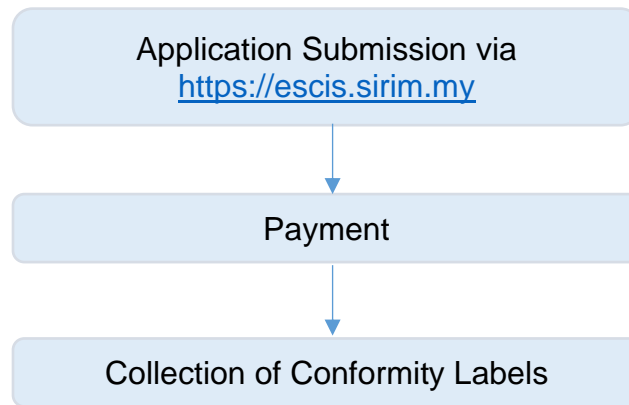 Application Submission via
https://escis.sirim.my
Payment
Collection of Conformity Labels